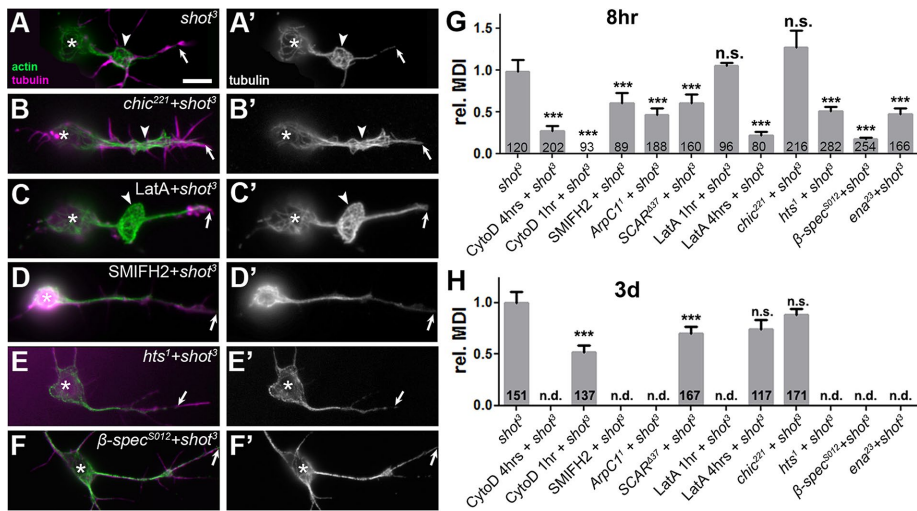 A
shot³
A'
actin
tubulin
tubulin
B
chic²²¹+shot³
B'
C
LatA+shot³
C'
D
SMIFH2+shot³
D'
E
hts¹+shot³
E'
F
β-specˢ⁰¹²+shot³
F'
G
8hr
rel. MDI
1.0
0.5
0.0
*** *** *** *** *** n.s. *** n.s. *** *** ***
120 202 93 89 188 160 96 80 216 282 254 166
shot³
CytoD 4hrs + shot³
CytoD 1hr + shot³
SMIFH2 + shot³
ArpC1¹ + shot³
SCARᐃ³⁷ + shot³
LatA 1hr + shot³
LatA 4hrs + shot³
chic²²¹ + shot³
hts¹ + shot³
β-specˢ⁰¹²+ shot³
ena²³+ shot³
H
3d
rel. MDI
1.0
0.5
0.0
*** *** n.s. n.s.
151 n.d. 137 n.d. n.d. 167 n.d. 117 171 n.d. n.d. n.d.
shot³
CytoD 4hrs + shot³
CytoD 1hr + shot³
SMIFH2 + shot³
ArpC1¹ + shot³
SCARᐃ³⁷ + shot³
LatA 1hr + shot³
LatA 4hrs + shot³
chic²²¹ + shot³
hts¹ + shot³
β-specˢ⁰¹²+shot³
ena²³+shot³